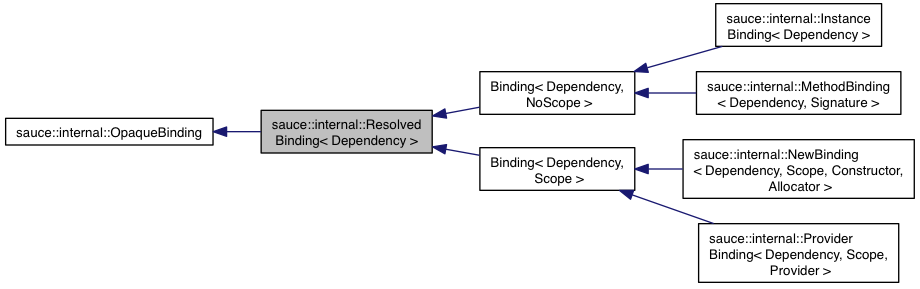 sauce::internal::OpaqueBinding
sauce::internal::Resolved
Binding< Dependency >
Binding< Dependency,
NoScope >
Binding< Dependency,
Scope >
sauce::internal::Instance
Binding< Dependency >
sauce::internal::MethodBinding
< Dependency, Signature >
sauce::internal::NewBinding
< Dependency, Scope, Constructor,
Allocator >
sauce::internal::Provider
Binding< Dependency, Scope,
Provider >